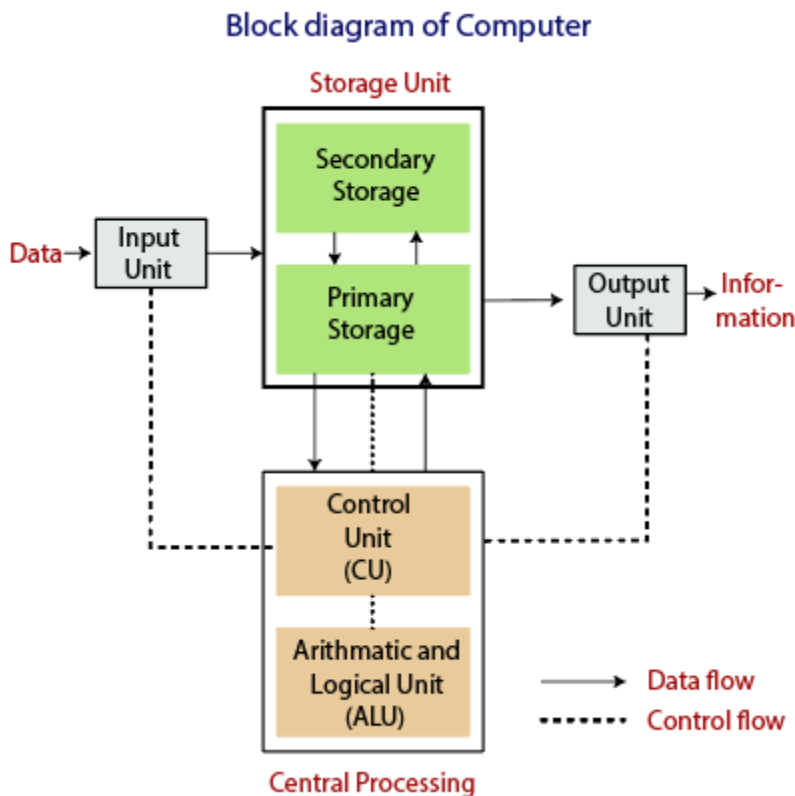 Block diagram of Computer
Storage Unit
Secondary
Storage
Data
Input
Unit
Primary
Storage
Output
Unit
Infor-
mation
Control
Unit
(CU)
Arithmatic and
Logical Unit
(ALU)
Data flow
Control flow
Central Processing